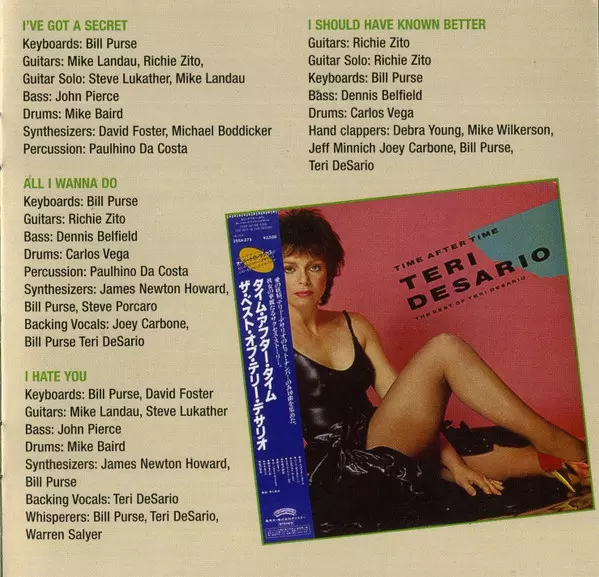 I'VE GOT A SECRET
Keyboards: Bill Purse
Guitars: Mike Landau, Richie Zito,
Guitar Solo: Steve Lukather, Mike Landau
Bass: John Pierce
Drums: Mike Baird
Synthesizers: David Foster, Michael Boddicker
Percussion: Paulhino Da Costa
ALL I WANNA DO
Keyboards: Bill Purse
Guitars: Richie Zito
Bass: Dennis Belfield
Drums: Carlos Vega
Percussion: Paulhino Da Costa
Synthesizers: James Newton Howard,
Bill Purse, Steve Porcaro
Backing Vocals: Joey Carbone,
Bill Purse Teri DeSario
I HATE YOU
Keyboards: Bill Purse, David Foster
Guitars: Mike Landau, Steve Lukather
Bass: John Pierce
Drums: Mike Baird
Synthesizers: James Newton Howard,
Bill Purse
Backing Vocals: Teri DeSario
Whisperers: Bill Purse, Teri DeSario,
Warren Salyer
I SHOULD HAVE KNOWN BETTER
Guitars: Richie Zito
Guitar Solo: Richie Zito
Keyboards: Bill Purse
Bass: Dennis Belfield
Drums: Carlos Vega
Hand clappers: Debra Young, Mike Wilkerson,
Jeff Minnich Joey Carbone, Bill Purse,
Teri DeSario
TIME AFTER TIME
TERI
DESARIO
THE BEST OF TERI DESARIO
¥2,500
タイム・アフター・タイム
ザ・ベスト・オブ・テリー・デサリオ